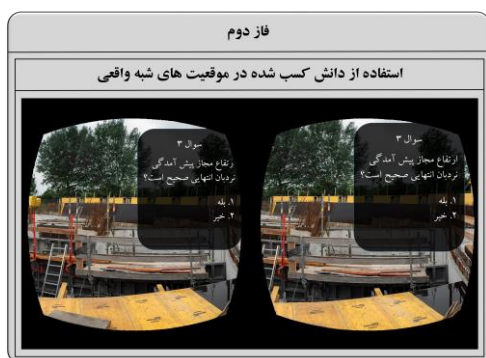 فاز دوم
استفاده از دانش کسب شده در موقعیت های شبه واقعی
سوال ۳
ارتفاع مجاز پیش آمدگی
نردبان انتهایی صحیح است؟
۱. بله
۲. خیر
سوال ۳
ارتفاع مجاز پیش آمدگی
نردبان انتهایی صحیح است؟
۱. بله
۲. خیر